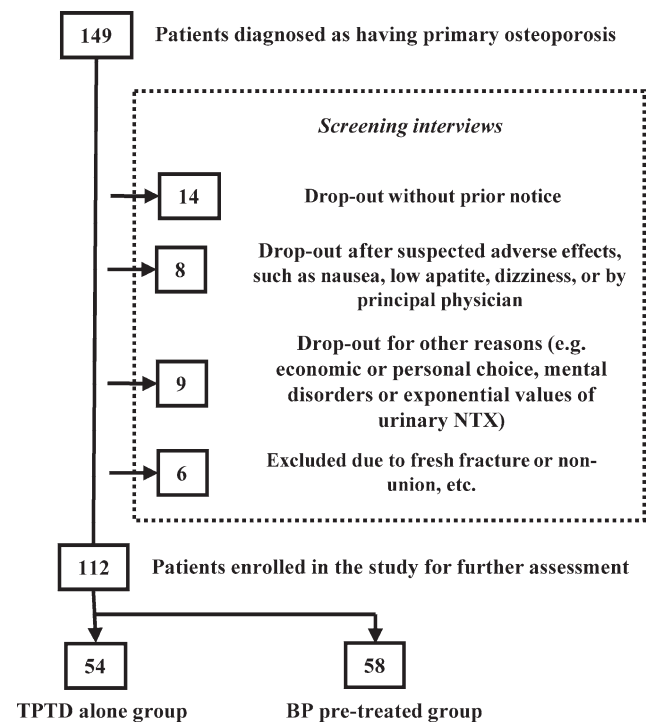 149 Patients diagnosed as having primary osteoporosis
Screening interviews
14 Drop-out without prior notice
Drop-out after suspected adverse effects,
8 such as nausea, low apatite, dizziness, or by
principal physician
Drop-out for other reasons (e.g.
economic or personal choice, mental
9 disorders or exponential values of
urinary NTX)
6 Excluded due to fresh fracture or non-
union, etc.
112 Patients enrolled in the study for further assessment
54 58
TPTD alone group BP pre-treated group